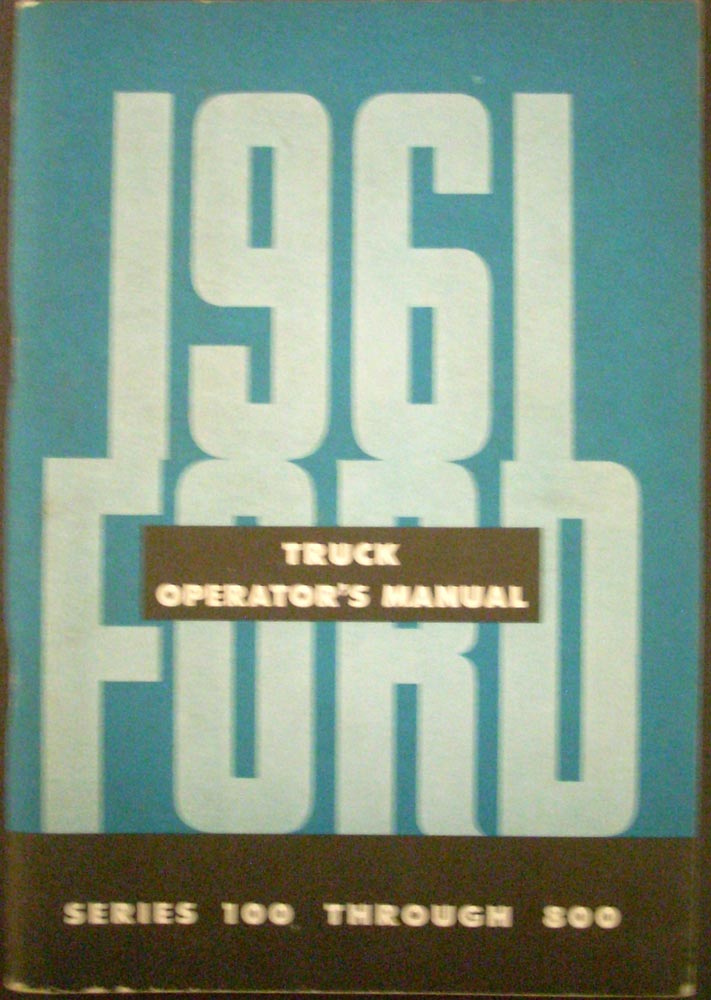 1961
FORD
TRUCK
OPERATOR'S MANUAL
SERIES 100 THROUGH 800